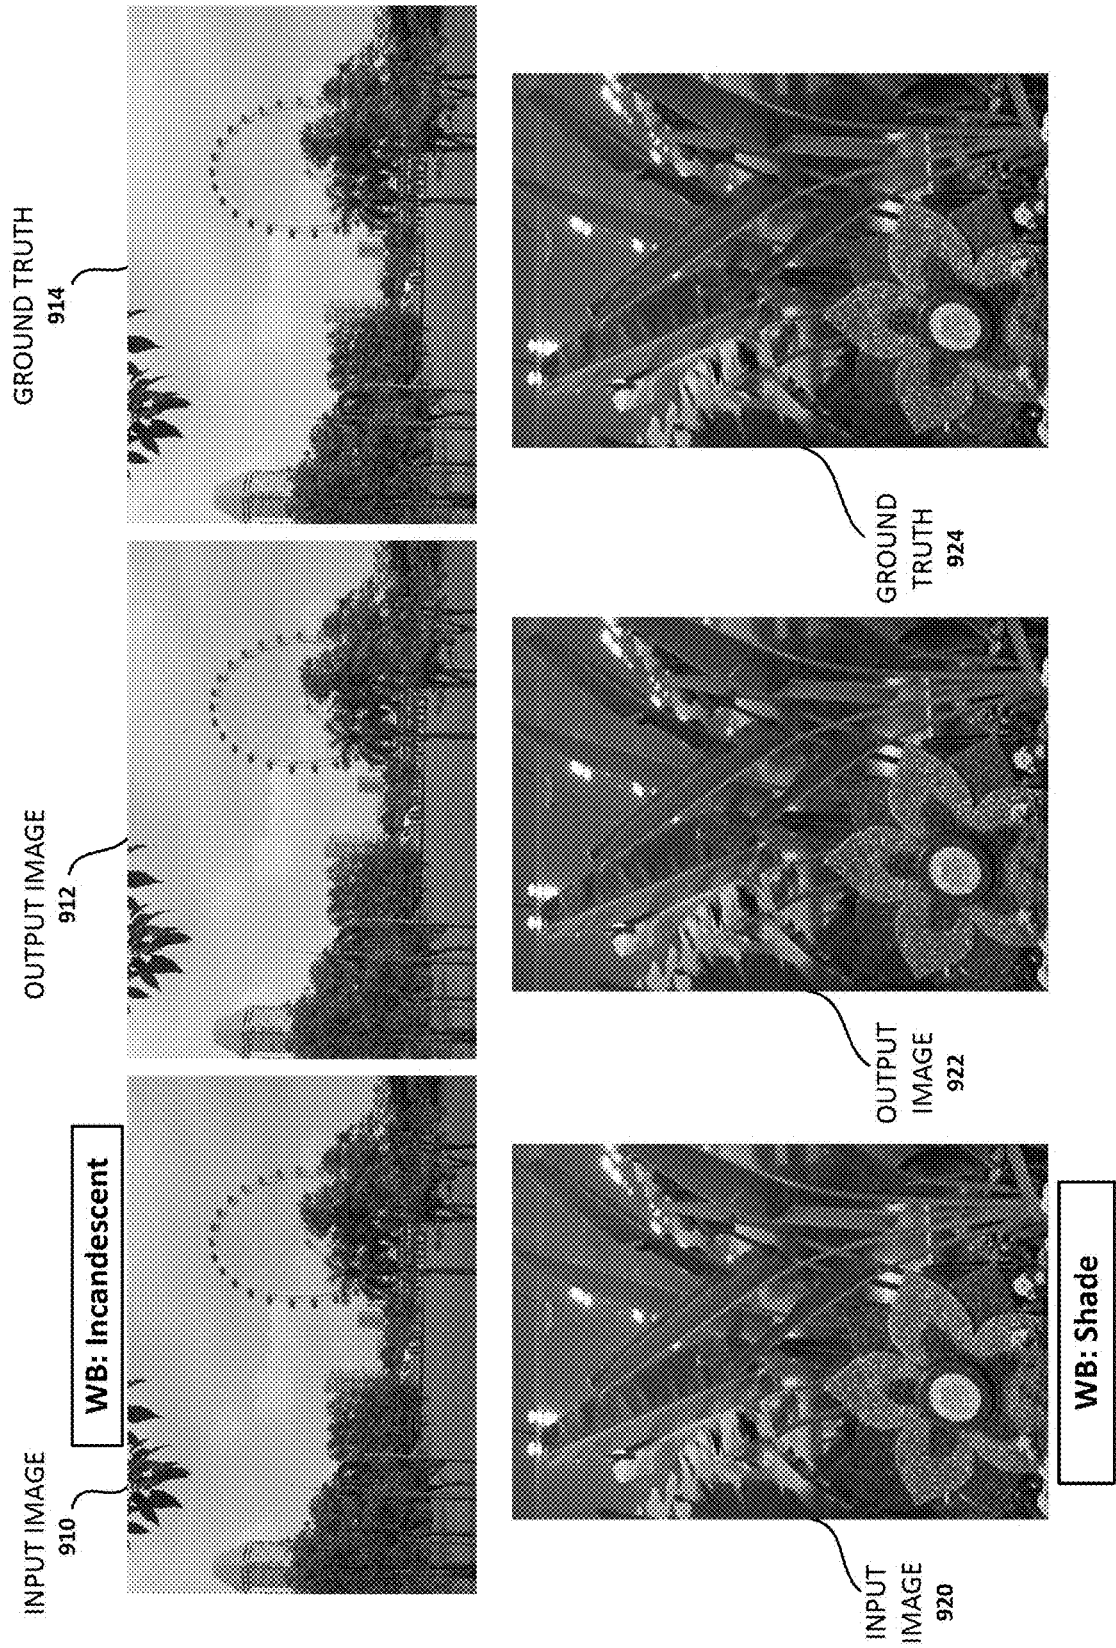 INPUT IMAGE
910
WB: Incandescent
OUTPUT IMAGE
912
GROUND TRUTH
914
INPUT
IMAGE
920
WB: Shade
OUTPUT
IMAGE
922
GROUND
TRUTH
924